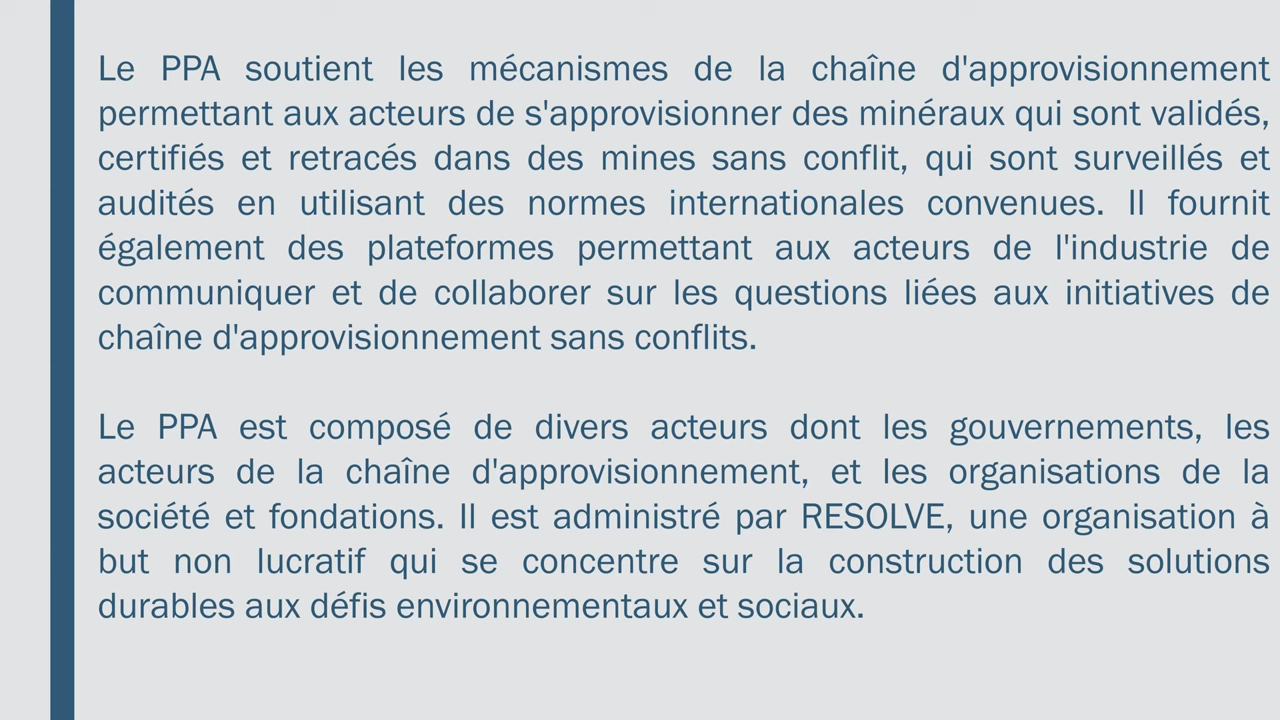 Le PPA soutient les mécanismes de la chaîne d'approvisionnement
permettant aux acteurs de s'approvisionner des minéraux qui sont validés,
certifiés et retracés dans des mines sans conflit, qui sont surveillés et
audités en utilisant des normes internationales convenues. Il fournit
également des plateformes permettant aux acteurs de l'industrie de
communiquer et de collaborer sur les questions liées aux initiatives de
chaîne d'approvisionnement sans conflits.
Le PPA est composé de divers acteurs dont les gouvernements, les
acteurs de la chaîne d'approvisionnement, et les organisations de la
société et fondations. Il est administré par RESOLVE, une organisation à
but non lucratif qui se concentre sur la construction des solutions
durables aux défis environnementaux et sociaux.